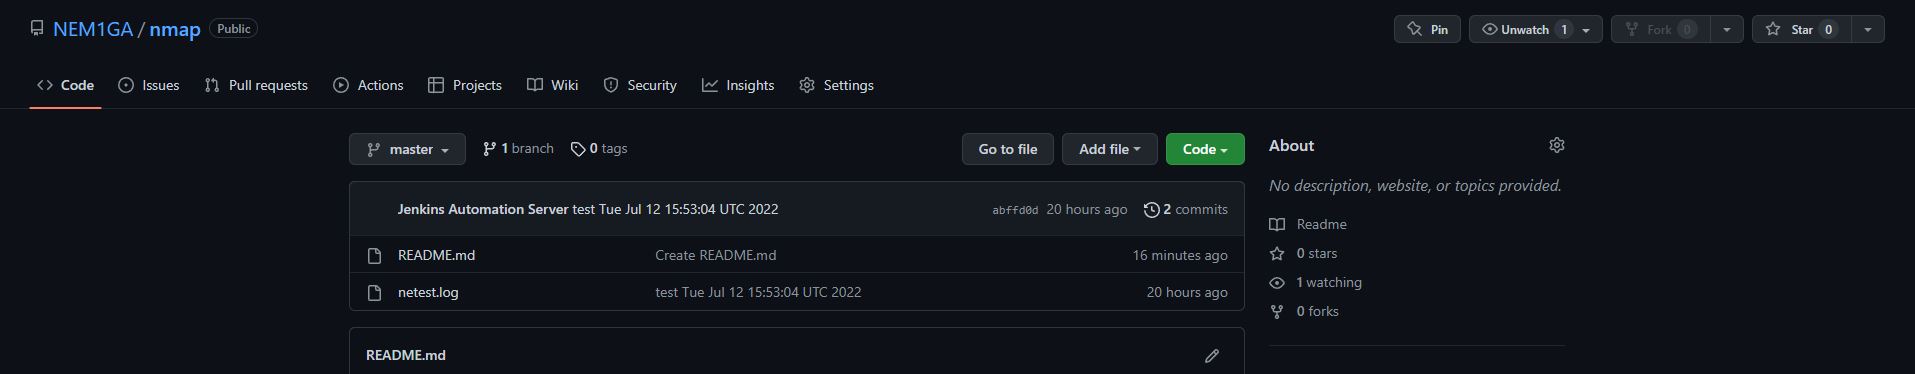 NEM1GA / nmap Public Pin Unwatch 1 Fork 0 Star 0
Code Issues Pull requests Actions Projects Wiki Security Insights Settings
master 1 branch 0 tags Go to file Add file Code
Jenkins Automation Server test Tue Jul 12 15:53:04 UTC 2022 abffd0d 20 hours ago 2 commits
README.md Create README.md 16 minutes ago
netest.log test Tue Jul 12 15:53:04 UTC 2022 20 hours ago
README.md
About
No description, website, or topics provided.
Readme
0 stars
1 watching
0 forks